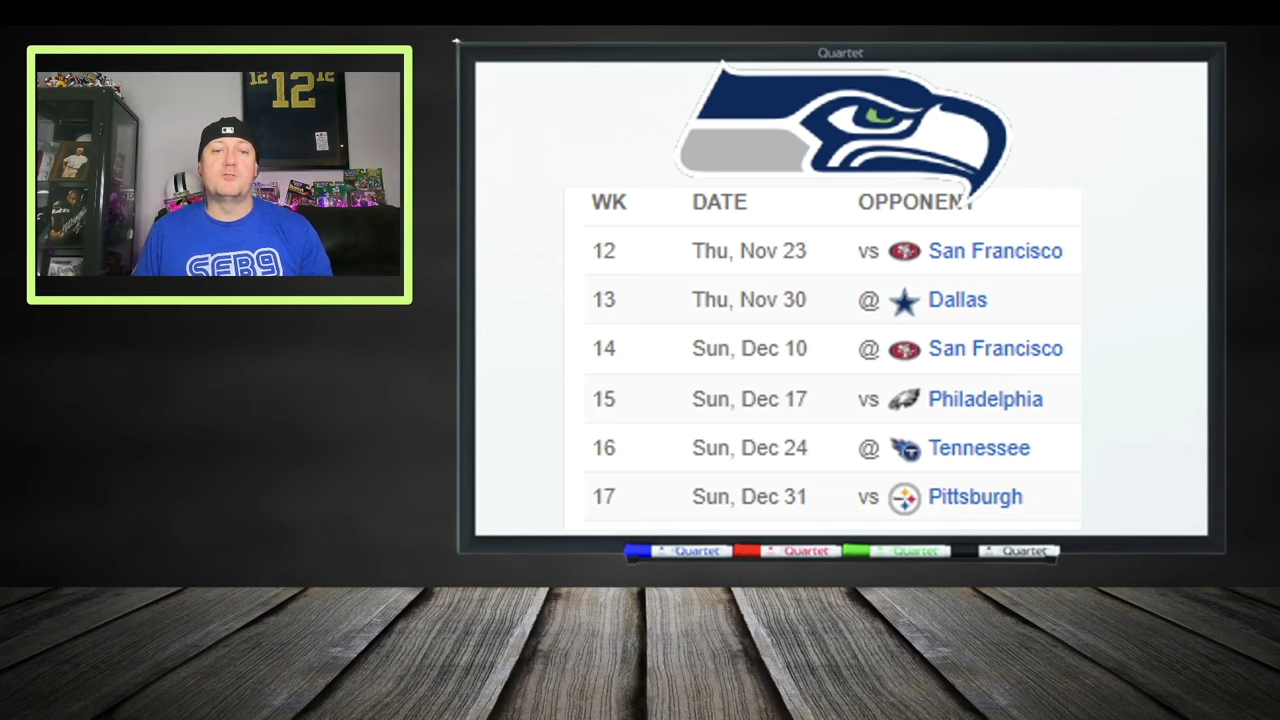 Quartet
12 12 12
SEB9
WK DATE OPPONENT
12 Thu, Nov 23 vs San Francisco
13 Thu, Nov 30 @ Dallas
14 Sun, Dec 10 @ San Francisco
15 Sun, Dec 17 vs Philadelphia
16 Sun, Dec 24 @ Tennessee
17 Sun, Dec 31 vs Pittsburgh
Quartet Quartet Quartet Quartet